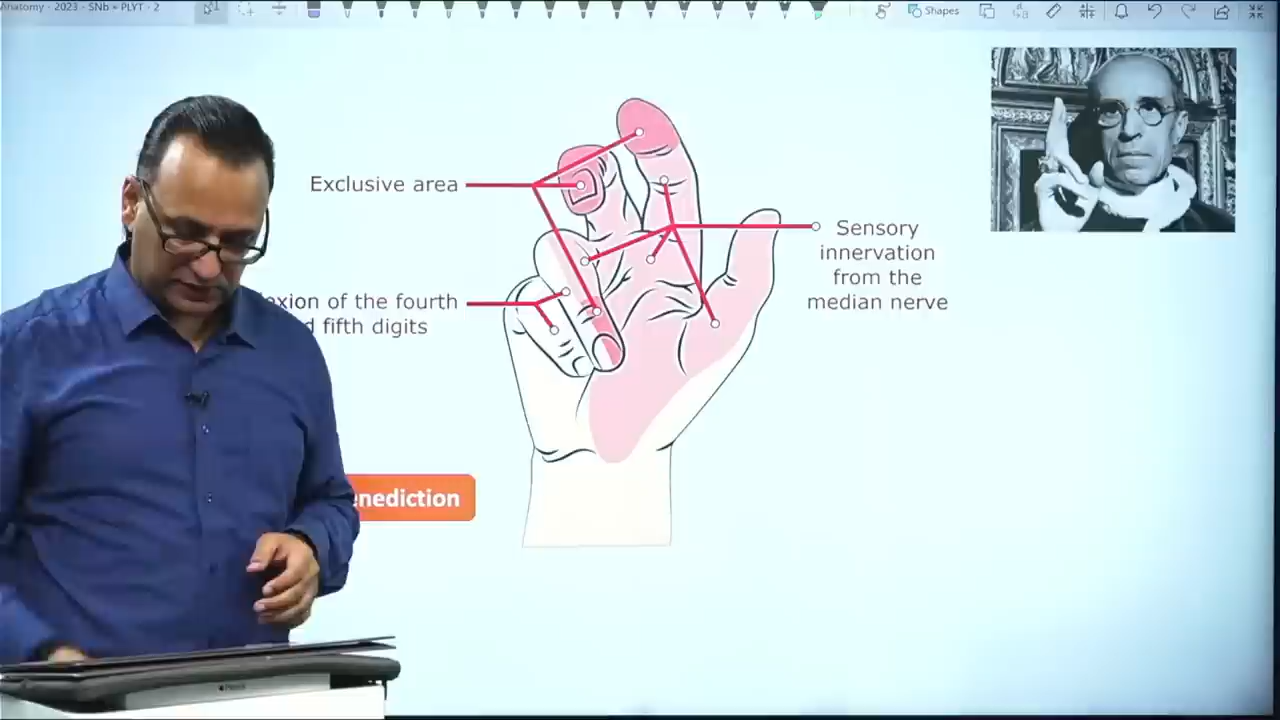 Anatomy - 2023 - SNb + PLYT - 2
Shapes
Exclusive area
Sensory
innervation
from the
median nerve
exion of the fourth
d fifth digits
enediction